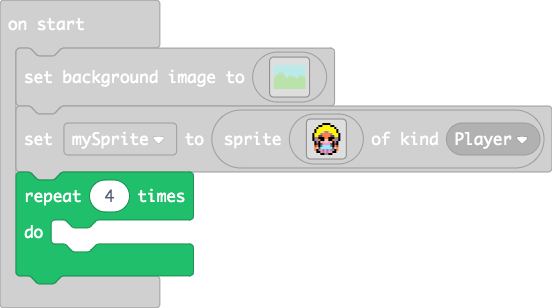 on start
set background image to
set mySprite to sprite of kind Player
repeat 4 times
do